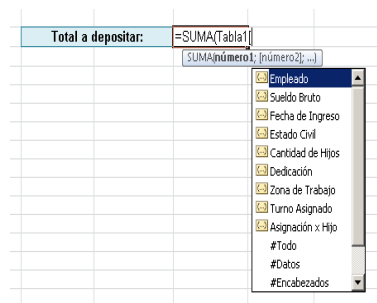 Total a depositar: =SUMA(Tabla1[
SUMA(número1; [número2]; ...)
Empleado
Sueldo Bruto
Fecha de Ingreso
Estado Civil
Cantidad de Hijos
Dedicación
Zona de Trabajo
Turno Asignado
Asignación x Hijo
#Todo
#Datos
#Encabezados